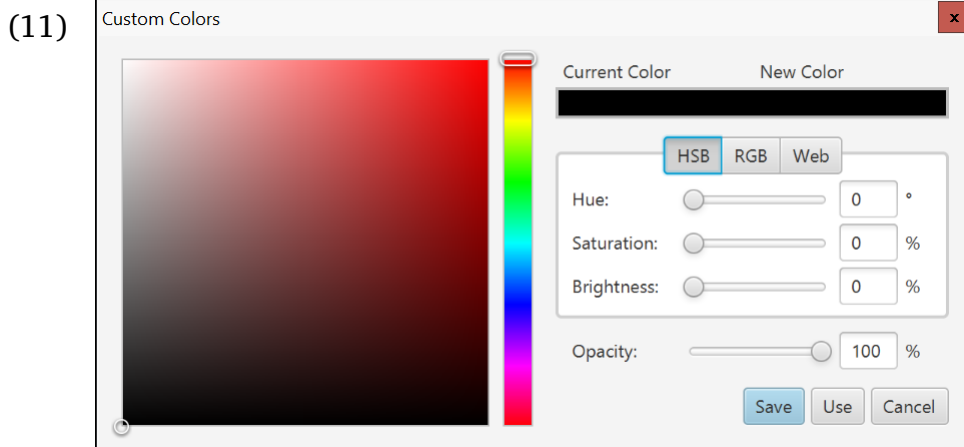 (11)
Custom Colors
x
Current Color New Color
HSB RGB Web
Hue: 0 °
Saturation: 0 %
Brightness: 0 %
Opacity: 100 %
Save Use Cancel